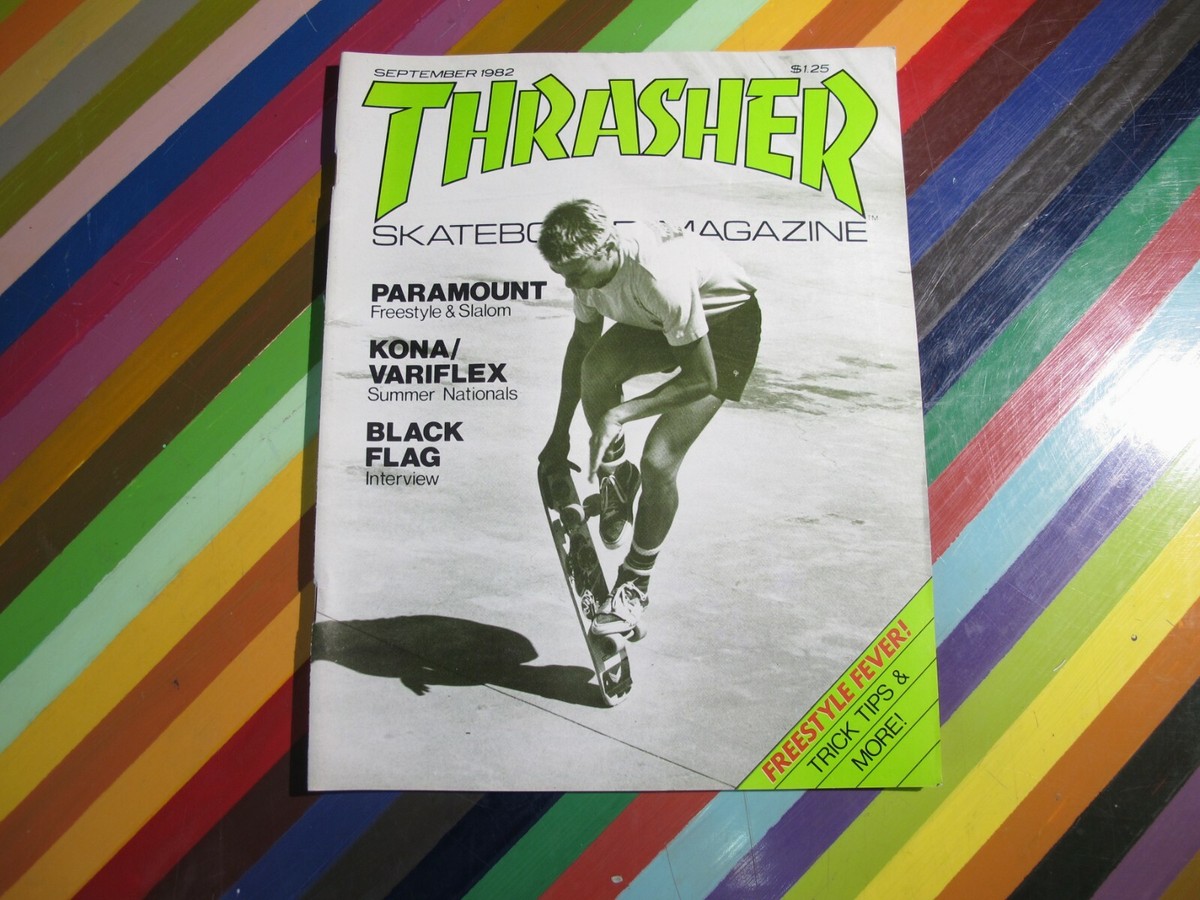 SEPTEMBER 1982
$1.25
THRASHER
SKATEBO MAGAZINE
TM
PARAMOUNT
Freestyle & Slalom
KONA/
VARIFLEX
Summer Nationals
BLACK
FLAG
Interview
FREESTYLE FEVER!
TRICK TIPS &
MORE!